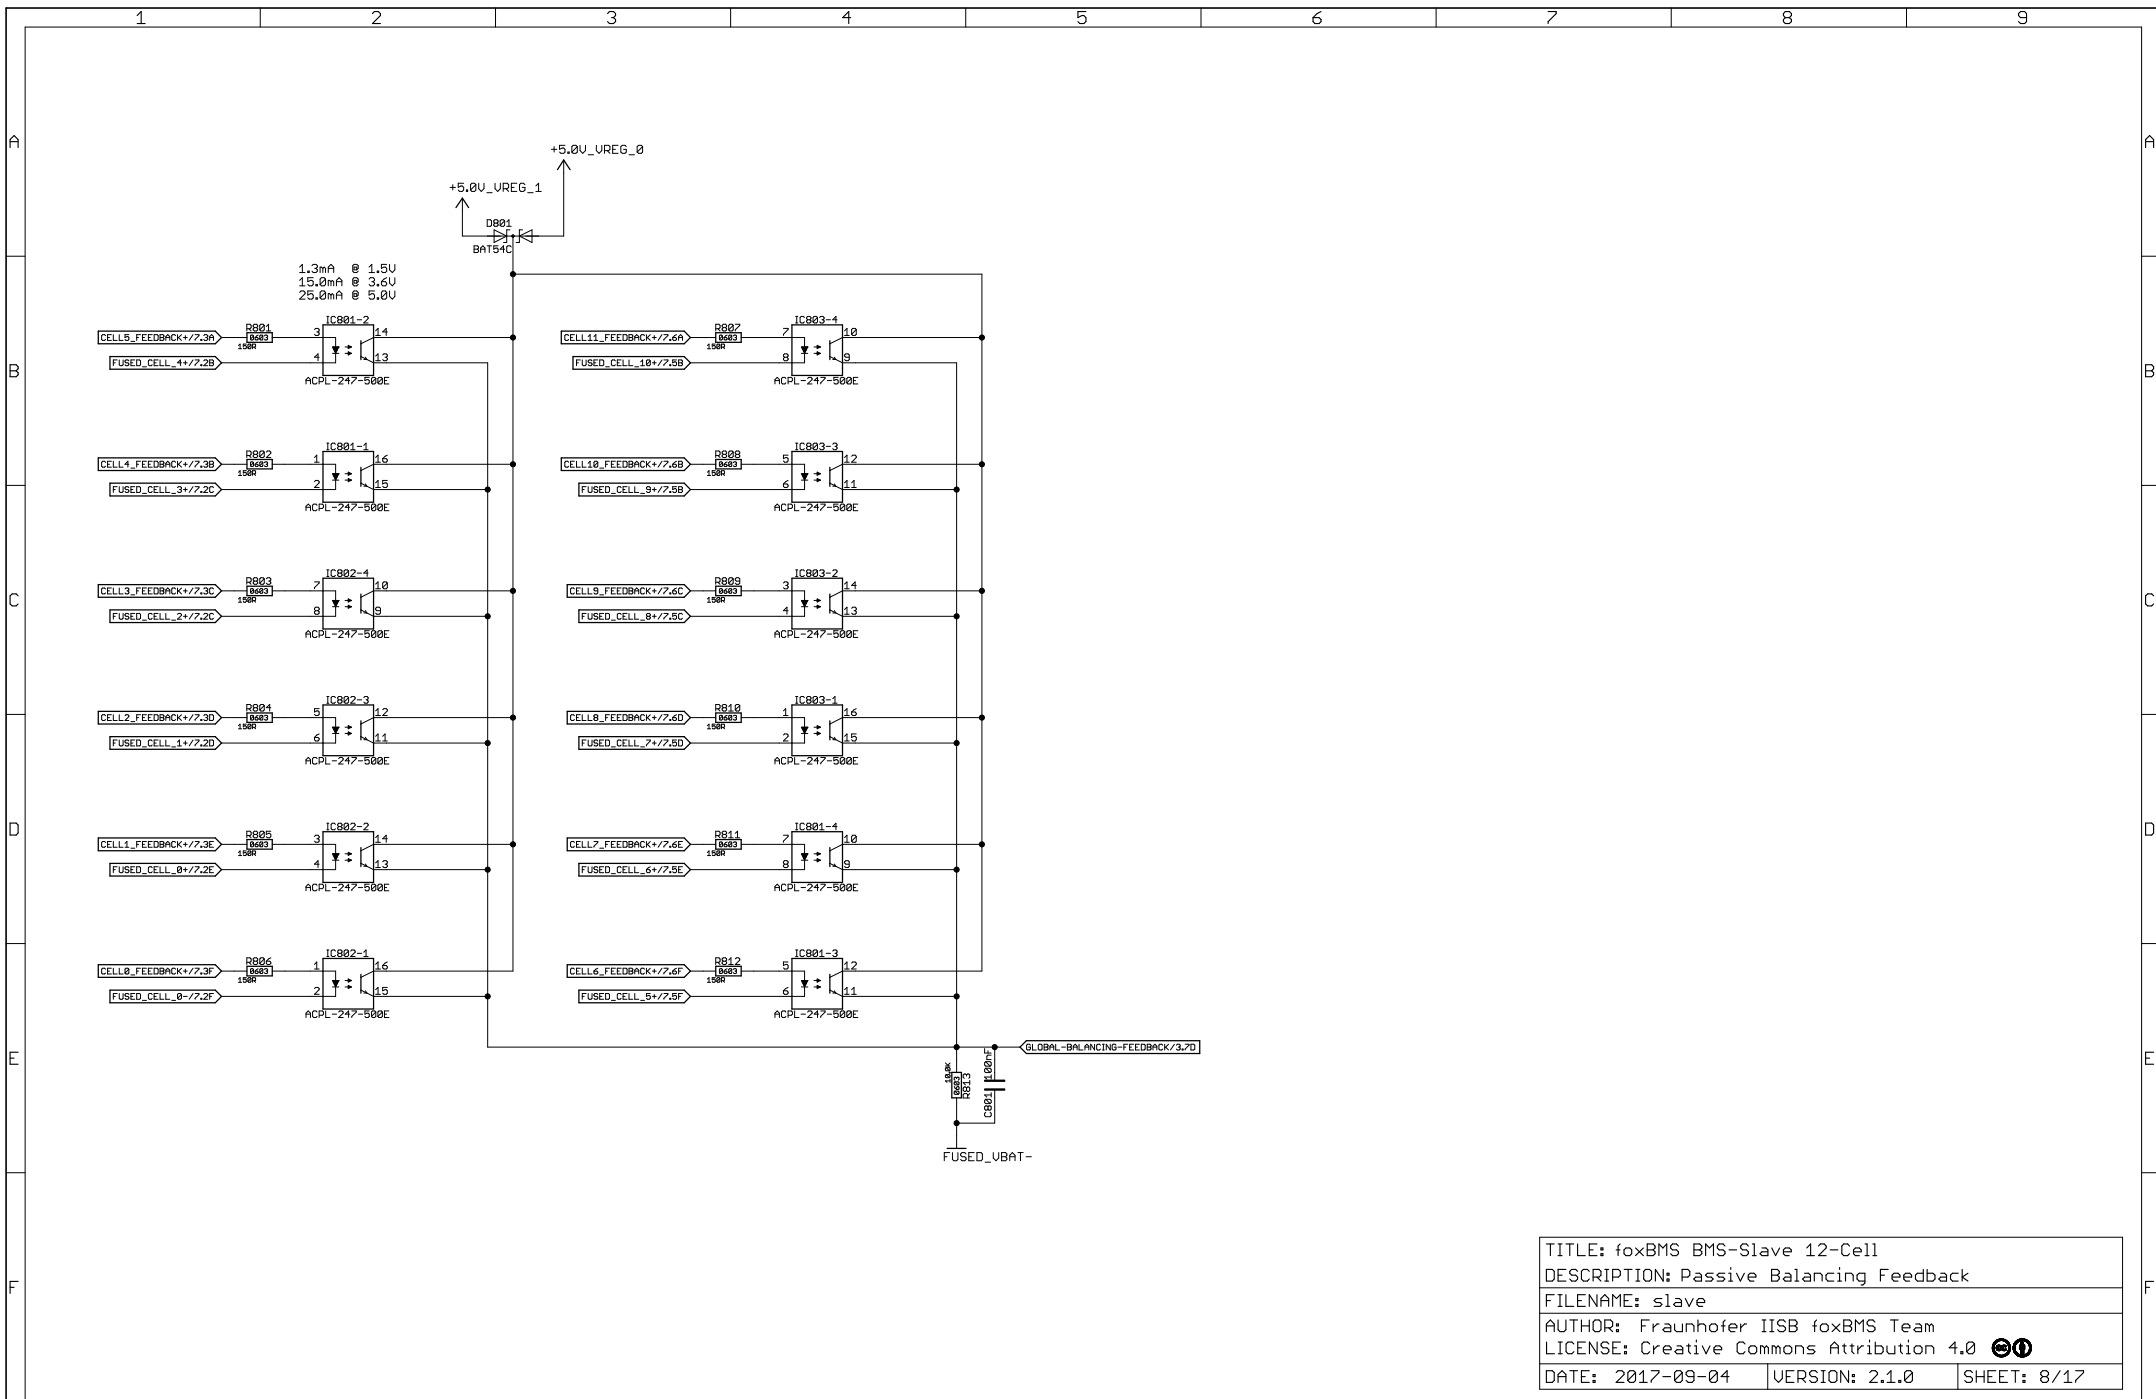 1 2 3 4 5 6 7 8 9
A A
+5.0V_VREG_0
+5.0V_VREG_1
D801
BAT54C
1.3mA @ 1.5V
15.0mA @ 3.6V
25.0mA @ 5.0V
B B
CELL5_FEEDBACK+/7.3A R801 0603 150R 3 IC801-2 14
FUSED_CELL_4+/7.2B 4 13
ACPL-247-500E
CELL11_FEEDBACK+/7.6A R807 0603 150R 7 IC803-4 10
FUSED_CELL_10+/7.5B 8 9
ACPL-247-500E
CELL4_FEEDBACK+/7.3B R802 0603 150R 1 IC801-1 16
FUSED_CELL_3+/7.2C 2 15
ACPL-247-500E
CELL10_FEEDBACK+/7.6B R808 0603 150R 5 IC803-3 12
FUSED_CELL_9+/7.5B 6 11
ACPL-247-500E
C C
CELL3_FEEDBACK+/7.3C R803 0603 150R 7 IC802-4 10
FUSED_CELL_2+/7.2C 8 9
ACPL-247-500E
CELL9_FEEDBACK+/7.6C R809 0603 150R 3 IC803-2 14
FUSED_CELL_8+/7.5C 4 13
ACPL-247-500E
CELL2_FEEDBACK+/7.3D R804 0603 150R 5 IC802-3 12
FUSED_CELL_1+/7.2D 6 11
ACPL-247-500E
CELL8_FEEDBACK+/7.6D R810 0603 150R 1 IC803-1 16
FUSED_CELL_7+/7.5D 2 15
ACPL-247-500E
D D
CELL1_FEEDBACK+/7.3E R805 0603 150R 3 IC802-2 14
FUSED_CELL_0+/7.2E 4 13
ACPL-247-500E
CELL7_FEEDBACK+/7.6E R811 0603 150R 7 IC801-4 10
FUSED_CELL_6+/7.5E 8 9
ACPL-247-500E
CELL0_FEEDBACK+/7.3F R806 0603 150R 1 IC802-1 16
FUSED_CELL_0-/7.2F 2 15
ACPL-247-500E
CELL6_FEEDBACK+/7.6F R812 0603 150R 5 IC801-3 12
FUSED_CELL_5+/7.5F 6 11
ACPL-247-500E
E E
GLOBAL-BALANCING-FEEDBACK/3.7D
10.0K 0603 R813
C801 100nF
FUSED_VBAT-
F F
TITLE: foxBMS BMS-Slave 12-Cell
DESCRIPTION: Passive Balancing Feedback
FILENAME: slave
AUTHOR: Fraunhofer IISB foxBMS Team
LICENSE: Creative Commons Attribution 4.0 cc
DATE: 2017-09-04 VERSION: 2.1.0 SHEET: 8/17